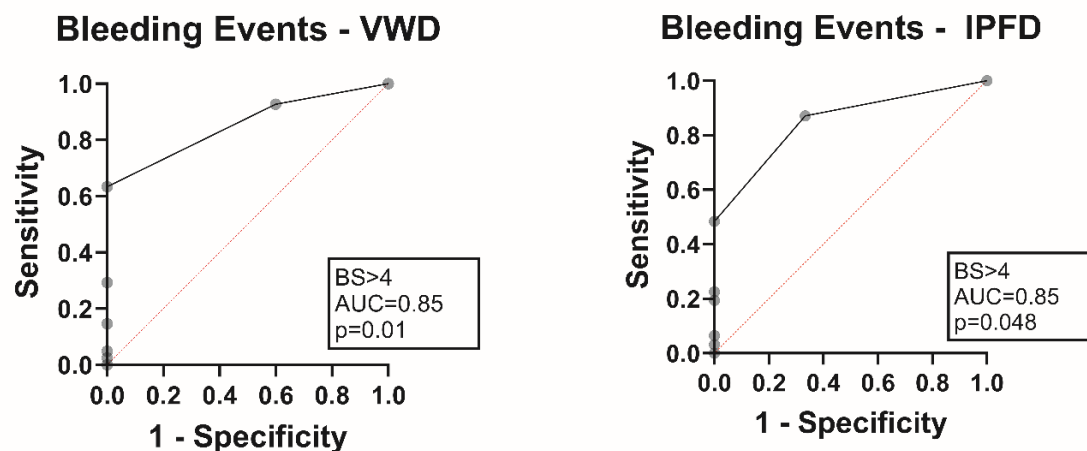 Bleeding Events - VWD
1.0
0.8
0.6
0.4
0.2
0.0
Sensitivity
BS>4
AUC=0.85
p=0.01
0.0 0.2 0.4 0.6 0.8 1.0
1 - Specificity
Bleeding Events - IPFD
1.0
0.8
0.6
0.4
0.2
0.0
Sensitivity
BS>4
AUC=0.85
p=0.048
0.0 0.2 0.4 0.6 0.8 1.0
1 - Specificity